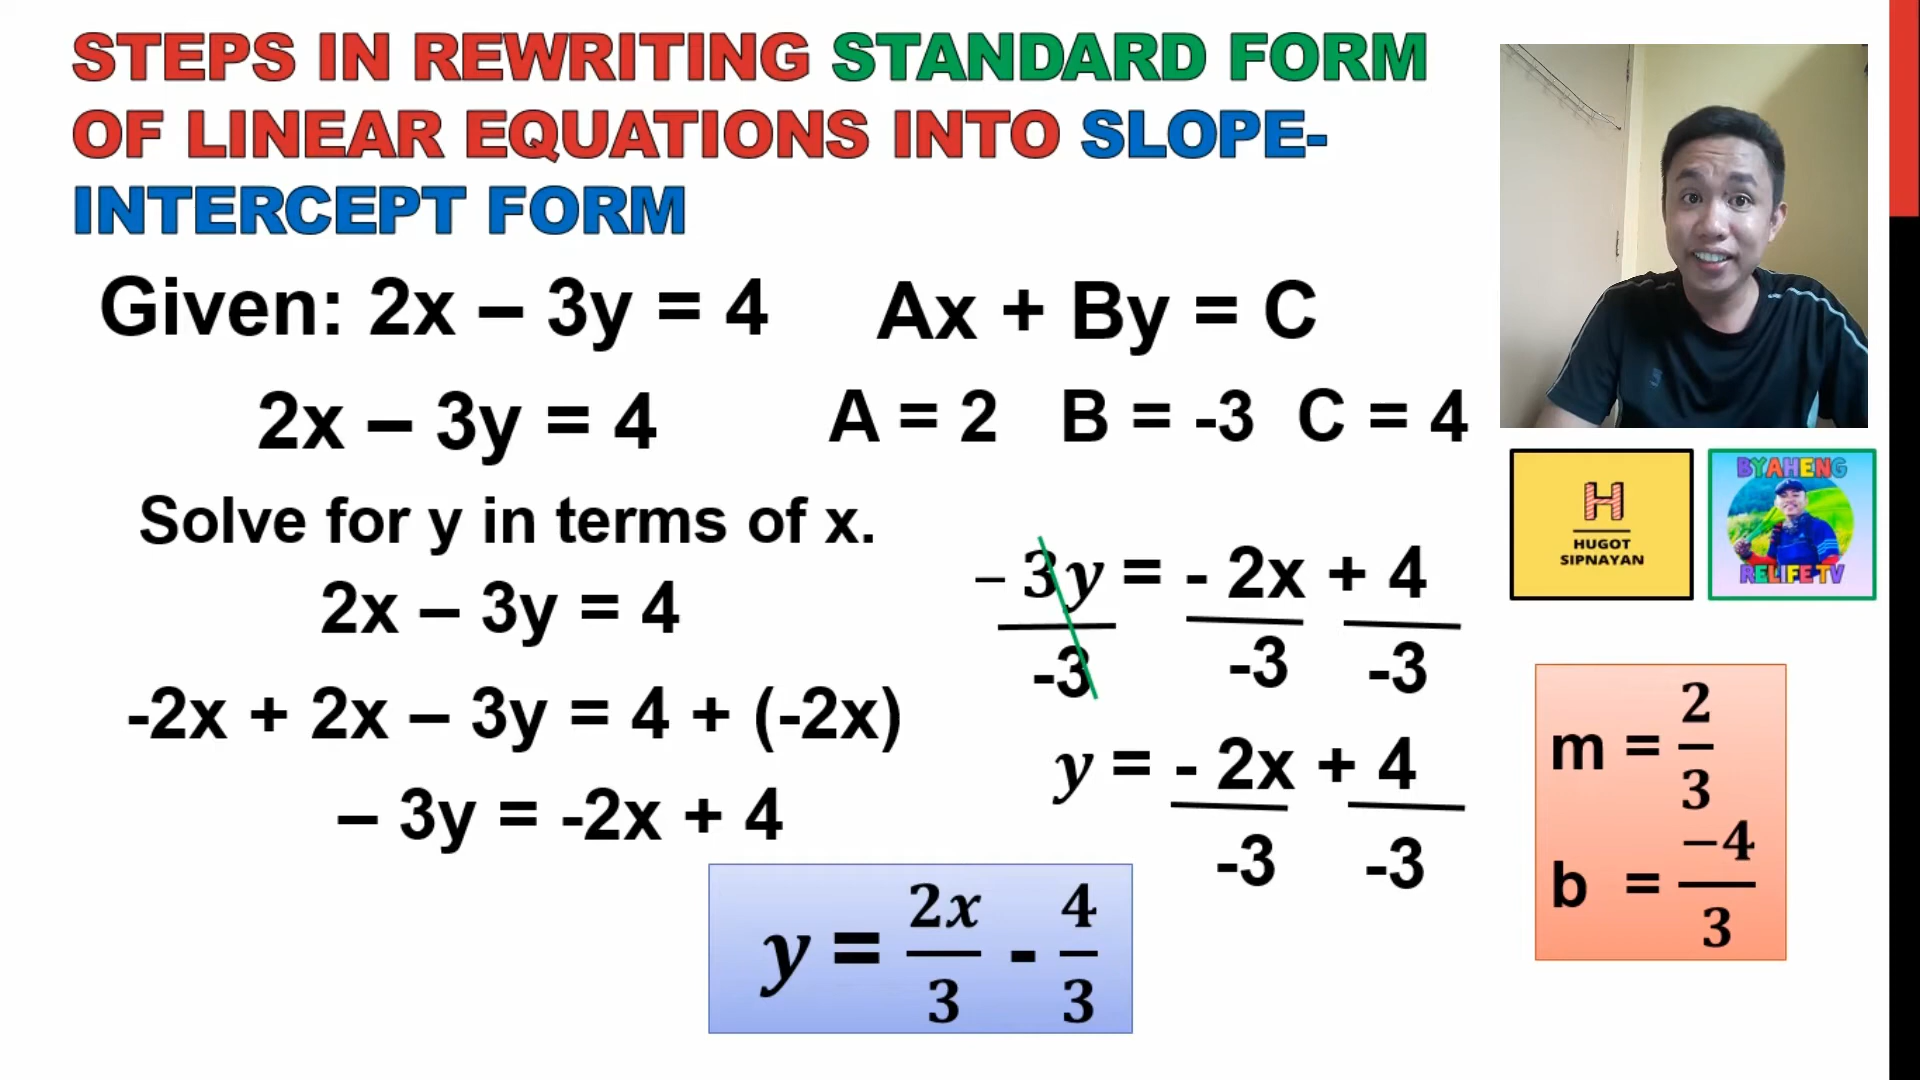 STEPS IN REWRITING STANDARD FORM
OF LINEAR EQUATIONS INTO SLOPE-
INTERCEPT FORM
Given: 2x – 3y = 4
Ax + By = C
2x – 3y = 4
A = 2 B = -3 C = 4
Solve for y in terms of x.
2x – 3y = 4
-2x + 2x – 3y = 4 + (-2x)
– 3y = -2x + 4
– 3y = - 2x + 4
-3 -3 -3
y = - 2x + 4
-3 -3
y = 2x/3 - 4/3
m = 2/3
b = −4/3
H
HUGOT
SIPNAYAN
BYAHENG
RELIFE TV